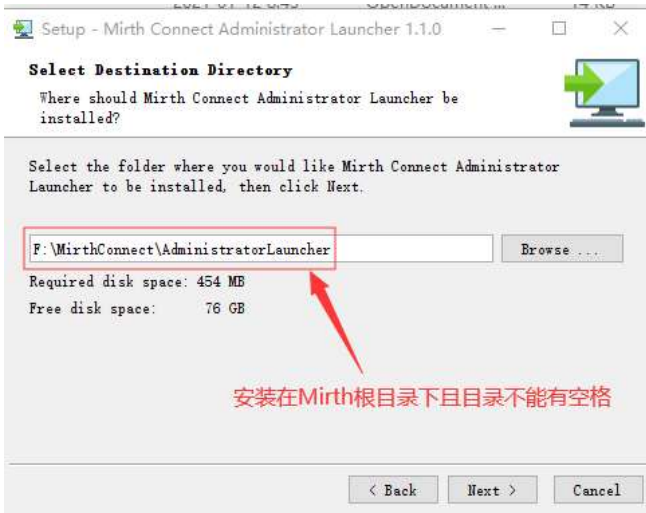 Setup - Mirth Connect Administrator Launcher 1.1.0
Select Destination Directory
Where should Mirth Connect Administrator Launcher be
installed?
Select the folder where you would like Mirth Connect Administrator
Launcher to be installed, then click Next.
F:\MirthConnect\AdministratorLauncher
Browse ...
Required disk space: 454 MB
Free disk space: 76 GB
安装在Mirth根目录下且目录不能有空格
< Back
Next >
Cancel